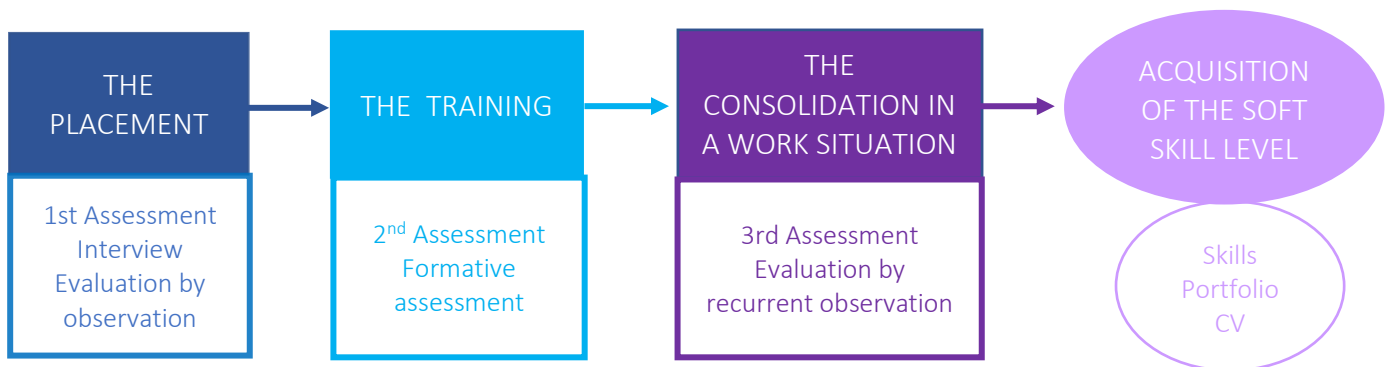 THE
PLACEMENT
1st Assessment
Interview
Evaluation by
observation
THE TRAINING
2nd Assessment
Formative
assessment
THE
CONSOLIDATION IN
A WORK SITUATION
3rd Assessment
Evaluation by
recurrent observation
ACQUISITION
OF THE SOFT
SKILL LEVEL
Skills
Portfolio
CV